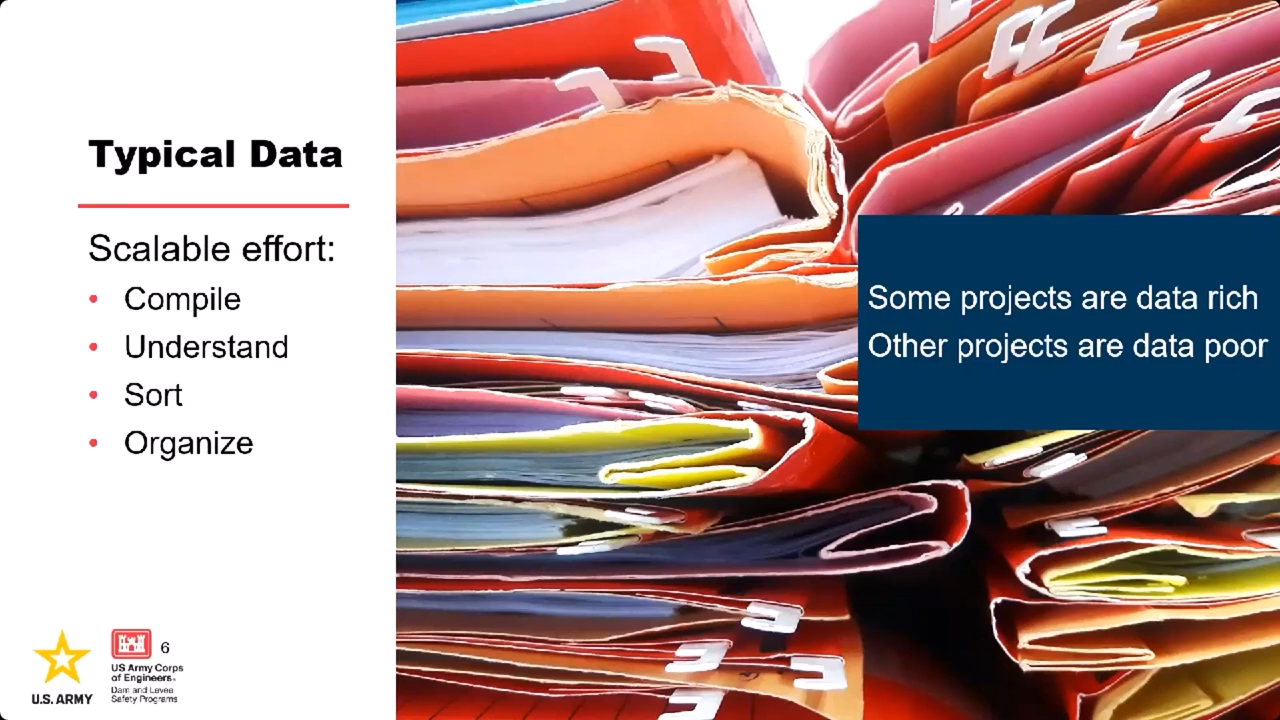 Typical Data
Scalable effort:
• Compile
• Understand
• Sort
• Organize
Some projects are data rich
Other projects are data poor
U.S. ARMY
6
US Army Corps
of Engineers®
Dam and Levee
Safety Programs